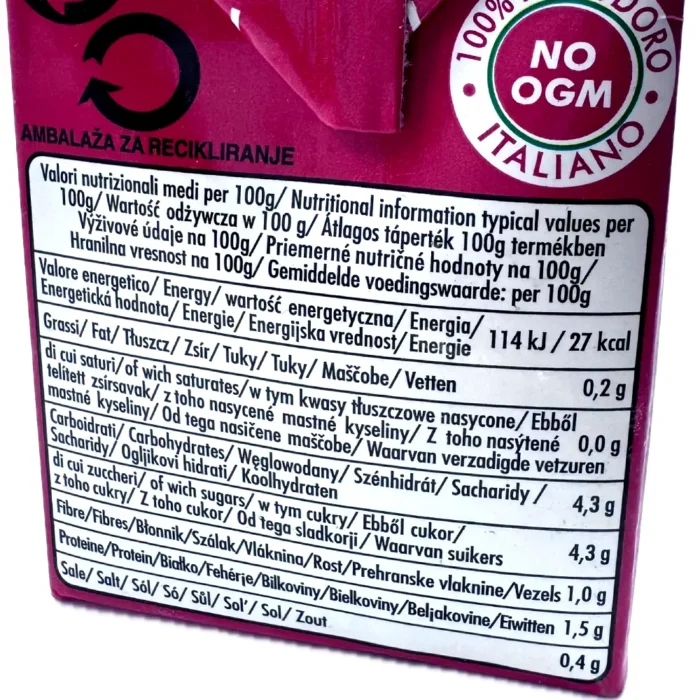 100%
DORO
NO
OGM
ITALIANO
AMBALAŽA ZA RECIKLIRANJE
Valori nutrizionali medi per 100g/ Nutritional information typical values per
100g/ Wartość odżywcza w 100 g/ Átlagos táperték 100g termékben
Výživové údaje na 100g/ Priemerné nutričné hodnoty na 100g/
Hranilna vresnost na 100g/ Gemiddelde voedingswaarde: per 100g
Valore energetico/ Energy/ wartość energetyczna/ Energia/
Energetická hodnota/ Energie/ Energijska vrednost/ Energie 114 kJ / 27 kcal
Grassi/ Fat/ Tłuszcz/ Zsír/ Tuky/ Tuky/ Maščobe/ Vetten 0,2 g
di cui saturi/ of wich saturates/ w tym kwasy tłuszczowe nasycone/ Ebből
telített zsírsavak/ z toho nasycené mastné kyseliny/ Z toho nasýtené 0,0 g
mastné kyseliny/ Od tega nasičene maščobe/ Waarvan verzadigde vetzuren
Carboidrati/ Carbohydrates/ Węglowodany/ Szénhidrát/ Sacharidy /
Sacharidy/ Ogljikovi hidrati/ Koolhydraten 4,3 g
di cui zuccheri/ of wich sugars/ w tym cukry/ Ebből cukor/
z toho cukry/ Z toho cukor/ Od tega sladkorji/ Waarvan suikers 4,3 g
Fibre/Fibres/Błonnik/Szálak/Vláknina/Rost/Prehranske vlaknine/Vezels 1,0 g
Proteine/Protein/Białko/Fehérje/Bilkoviny/Bielkoviny/Beljakovine/Eiwitten 1,5 g
Sale/ Salt/ Sól/ Só/ Sůl/ Sol'/ Sol/ Zout 0,4 g